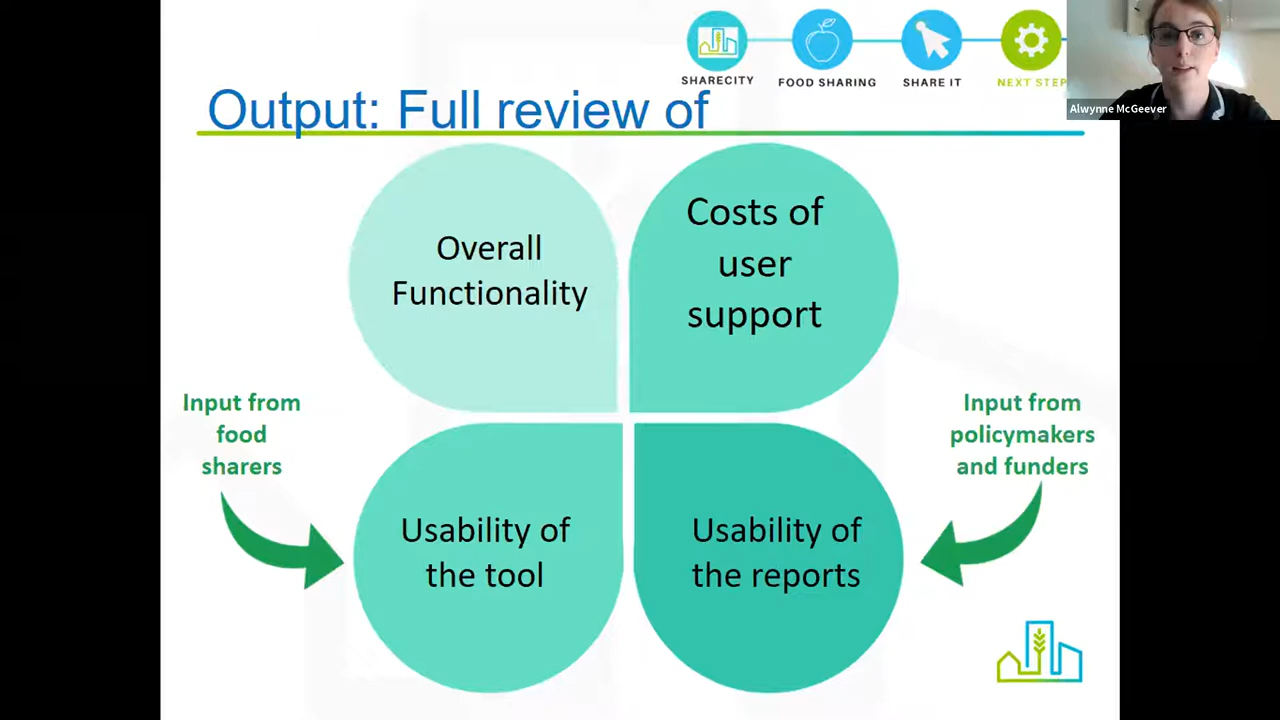 SHARECITY
FOOD SHARING
SHARE IT
NEXT STEP
Alwynne McGeever
Output: Full review of
Overall
Functionality
Costs of
user
support
Input from
food
sharers
Input from
policymakers
and funders
Usability of
the tool
Usability of
the reports